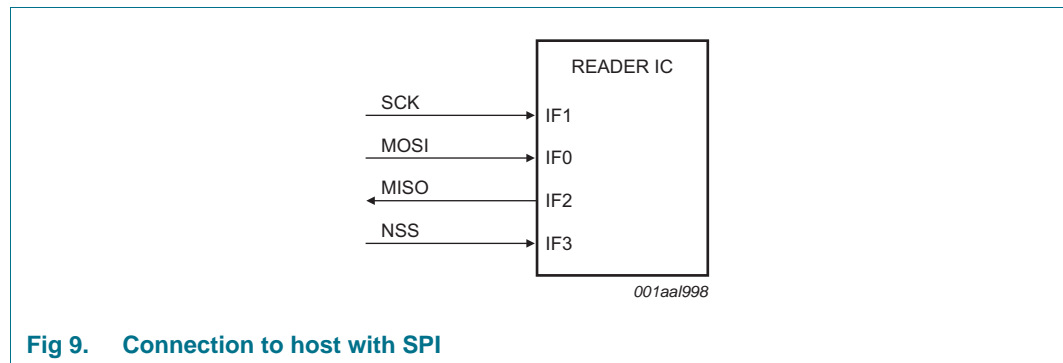 READER IC
SCK
IF1
MOSI
IF0
MISO
IF2
NSS
IF3
001aal998
Fig 9. Connection to host with SPI